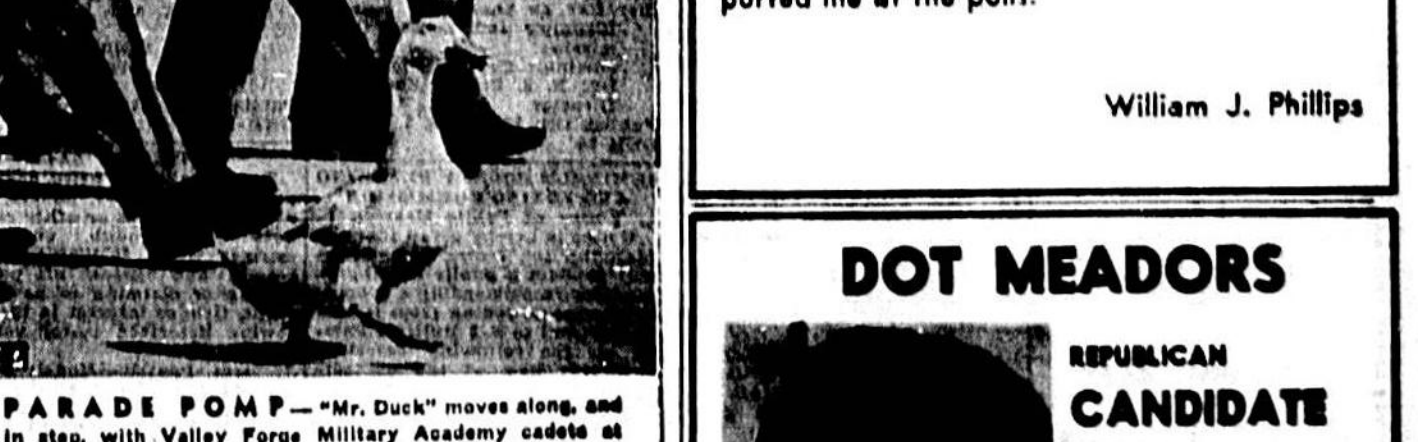 PARADE POMP— "Mr. Duck" moves along, and
in step, with Valley Forge Military Academy cadets at
ported me at the polls.
William J. Phillips
DOT MEADORS
REPUBLICAN
CANDIDATE